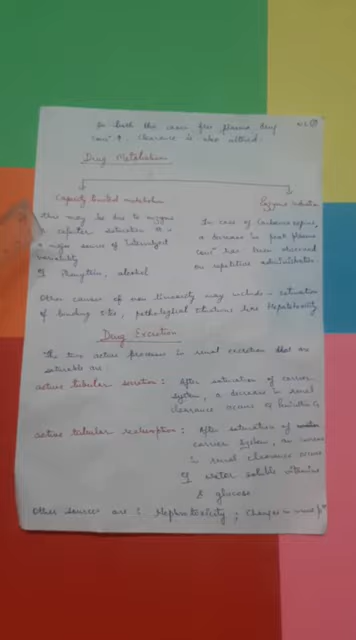 In both the cases free plasma drug
conc ↑. Clearance is also altered.
Drug Metabolism
Capacity limited metabolism
Enzyme induction
This may be due to enzyme
& cofactor saturation. It is
a major source of Intersubject
variability
Eg Phenytoin, alcohol
In case of Carbamazepine,
a decrease in peak plasma
conc has been observed
on repetitive administration.
Other causes of non linearity may include - saturation
of binding sites, pathological situations like Hepatotoxicity
Drug Excretion
The two active processes in renal excretion that are
saturable are:
active tubular secretion: After saturation of carrier
system, a decrease in renal
clearance occurs Eg Penicillin G
active tubular reabsorption: After saturation of
carrier system, an increase
in renal clearance occurs
Eg water soluble vitamins
& glucose
Other sources are: Nephrotoxicity; Changes in urine pH